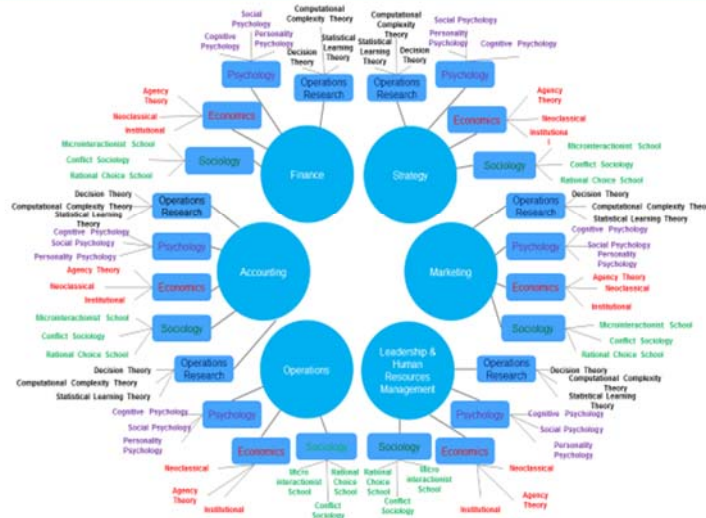 Social
Psychology
Cognitive
Psychology
Personality
Psychology
Psychology
Computational
Complexity Theory
Statistical
Learning
Theory
Decision
Theory
Operations
Research
Economics
Agency
Theory
Neoclassical
Institutional
Sociology
Microinteractionist School
Conflict Sociology
Rational Choice School
Finance
Computational
Complexity
Theory
Statistical
Learning
Theory
Decision
Theory
Operations
Research
Social Psychology
Personality
Psychology
Cognitive Psychology
Psychology
Agency
Theory
Neoclassical
Institutiona
l
Economics
Microinteractionist School
Conflict Sociology
Rational Choice School
Sociology
Strategy
Decision Theory
Computational Complexity Theory
Statistical Learning
Theory
Operations
Research
Cognitive Psychology
Social Psychology
Personality Psychology
Psychology
Agency Theory
Neoclassical
Institutional
Economics
Microinteractionist School
Conflict Sociology
Rational Choice School
Sociology
Accounting
Operations
Research
Decision Theory
Computational Complexity Theo
Statistical Learning Theory
Psychology
Cognitive Psychology
Social Psychology
Personality
Psychology
Economics
Agency Theory
Neoclassical
Institutional
Sociology
Microinteractionist School
Conflict Sociology
Rational Choice School
Marketing
Decision Theory
Computational Complexity Theory
Statistical Learning Theory
Operations
Research
Cognitive Psychology
Social Psychology
Personality
Psychology
Psychology
Neoclassical
Agency
Theory
Institutional
Economics
Sociology
Micro
interactionist
School
Rational
Choice
School
Conflict
Sociology
Operations
Leadership &
Human
Resources
Management
Operations
Research
Decision Theory
Computational Complexity
Theory
Statistical Learning
Theory
Psychology
Cognitive Psychology
Social Psychology
Personality
Psychology
Economics
Neoclassical
Agency
Theory
Institutional
Sociology
Rational
Choice
School
Micro
interactionist
School
Conflict
Sociology